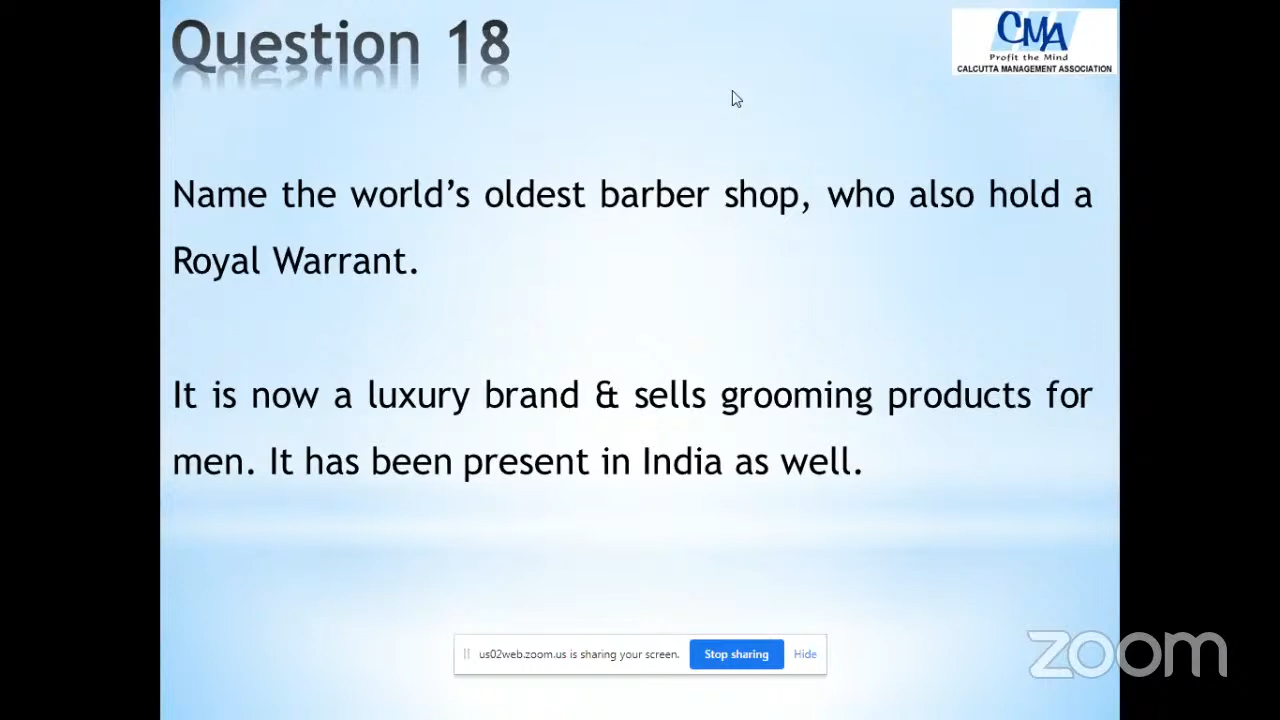 Question 18
CMA
Profit the Mind
CALCUTTA MANAGEMENT ASSOCIATION
Name the world's oldest barber shop, who also hold a
Royal Warrant.
It is now a luxury brand & sells grooming products for
men. It has been present in India as well.
us02web.zoom.us is sharing your screen.
Stop sharing
Hide
zoom